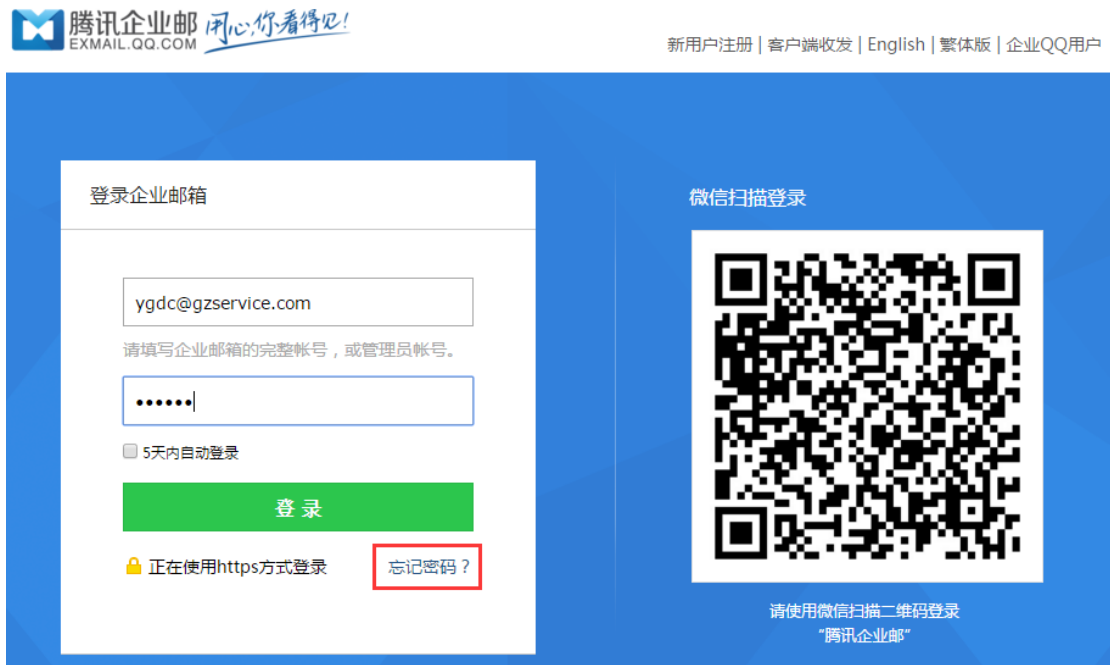 腾讯企业邮
EXMAIL.QQ.COM
用心,你看得见!
新用户注册 | 客户端收发 | English | 繁体版 | 企业QQ用户
登录企业邮箱
ygdc@gzservice.com
请填写企业邮箱的完整帐号，或管理员帐号。
••••••
5天内自动登录
登 录
正在使用https方式登录
忘记密码？
微信扫描登录
请使用微信扫描二维码登录
“腾讯企业邮”